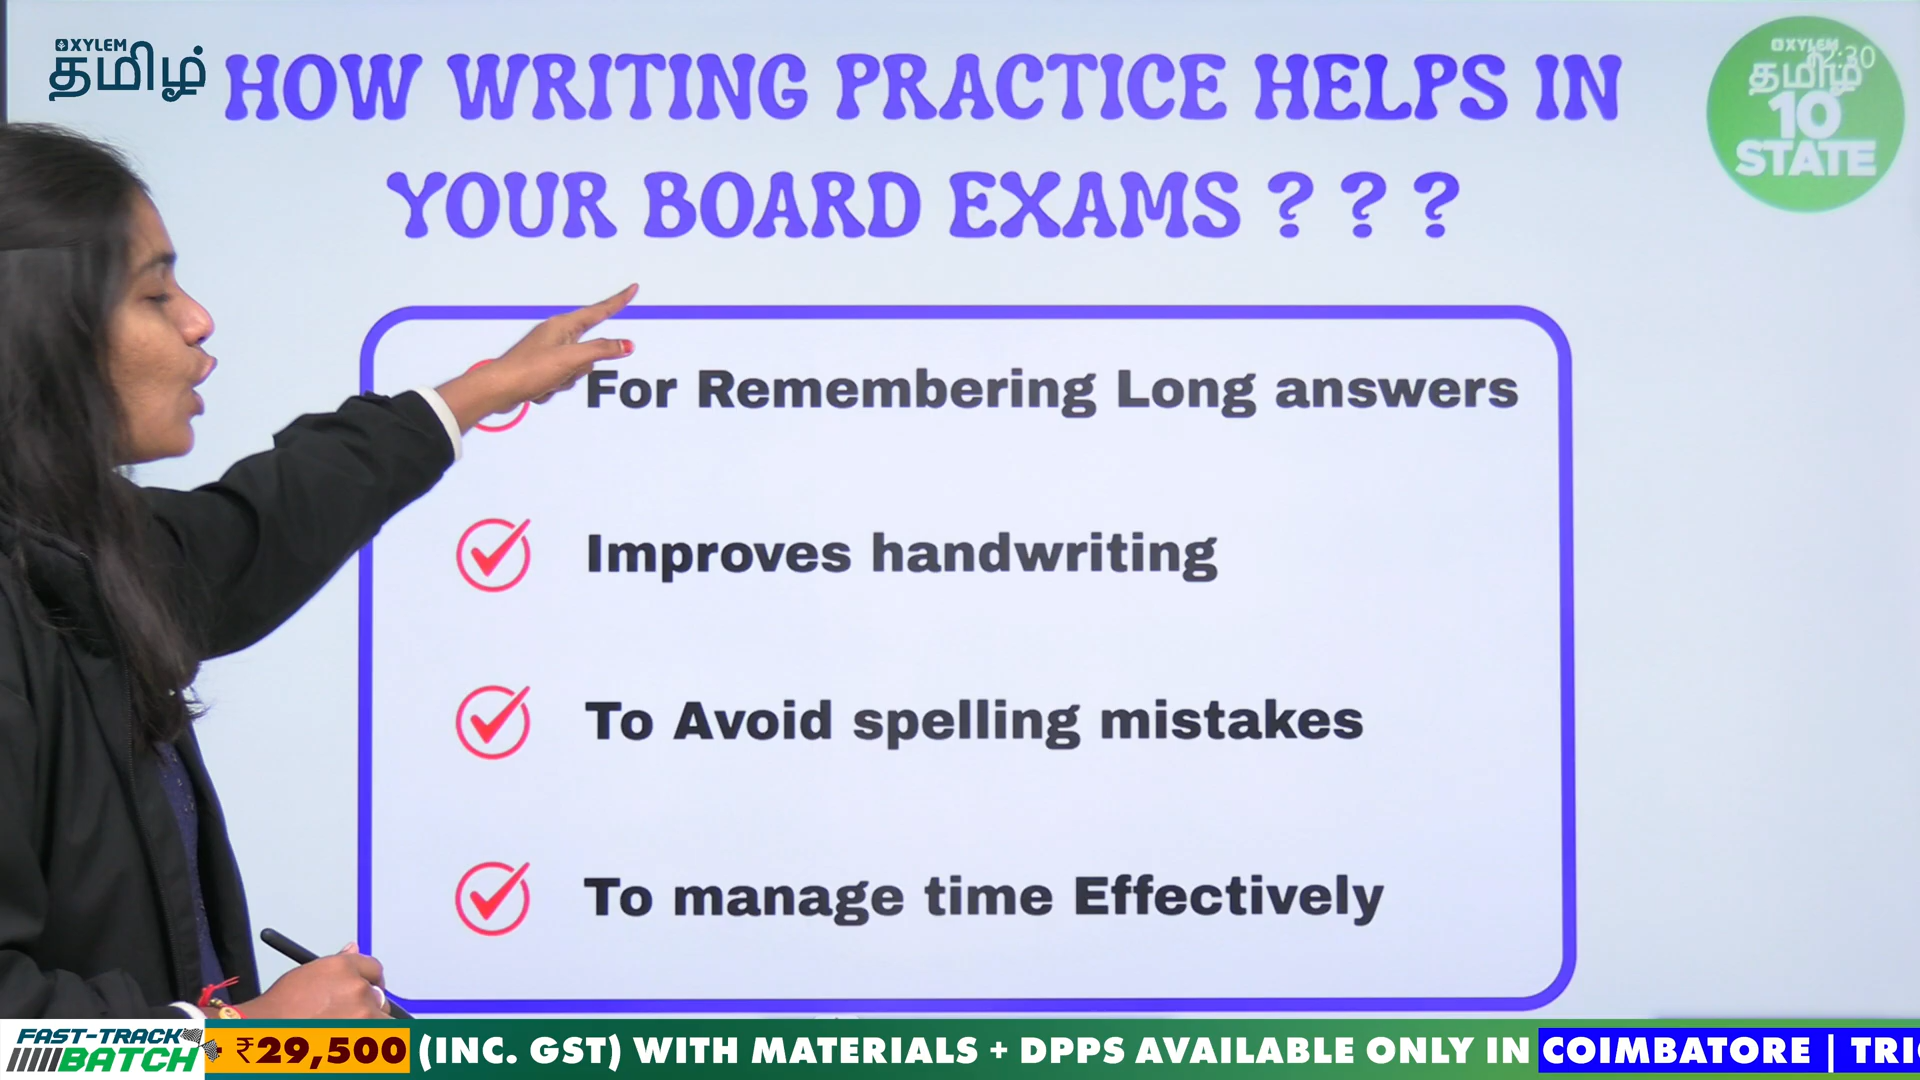 XYLEM
தமிழ்
HOW WRITING PRACTICE HELPS IN
YOUR BOARD EXAMS ? ? ?
XYLEM
தமிழ்
10
STATE
For Remembering Long answers
Improves handwriting
To Avoid spelling mistakes
To manage time Effectively
FAST-TRACK
BATCH
₹29,500 (INC. GST) WITH MATERIALS + DPPS AVAILABLE ONLY IN COIMBATORE |